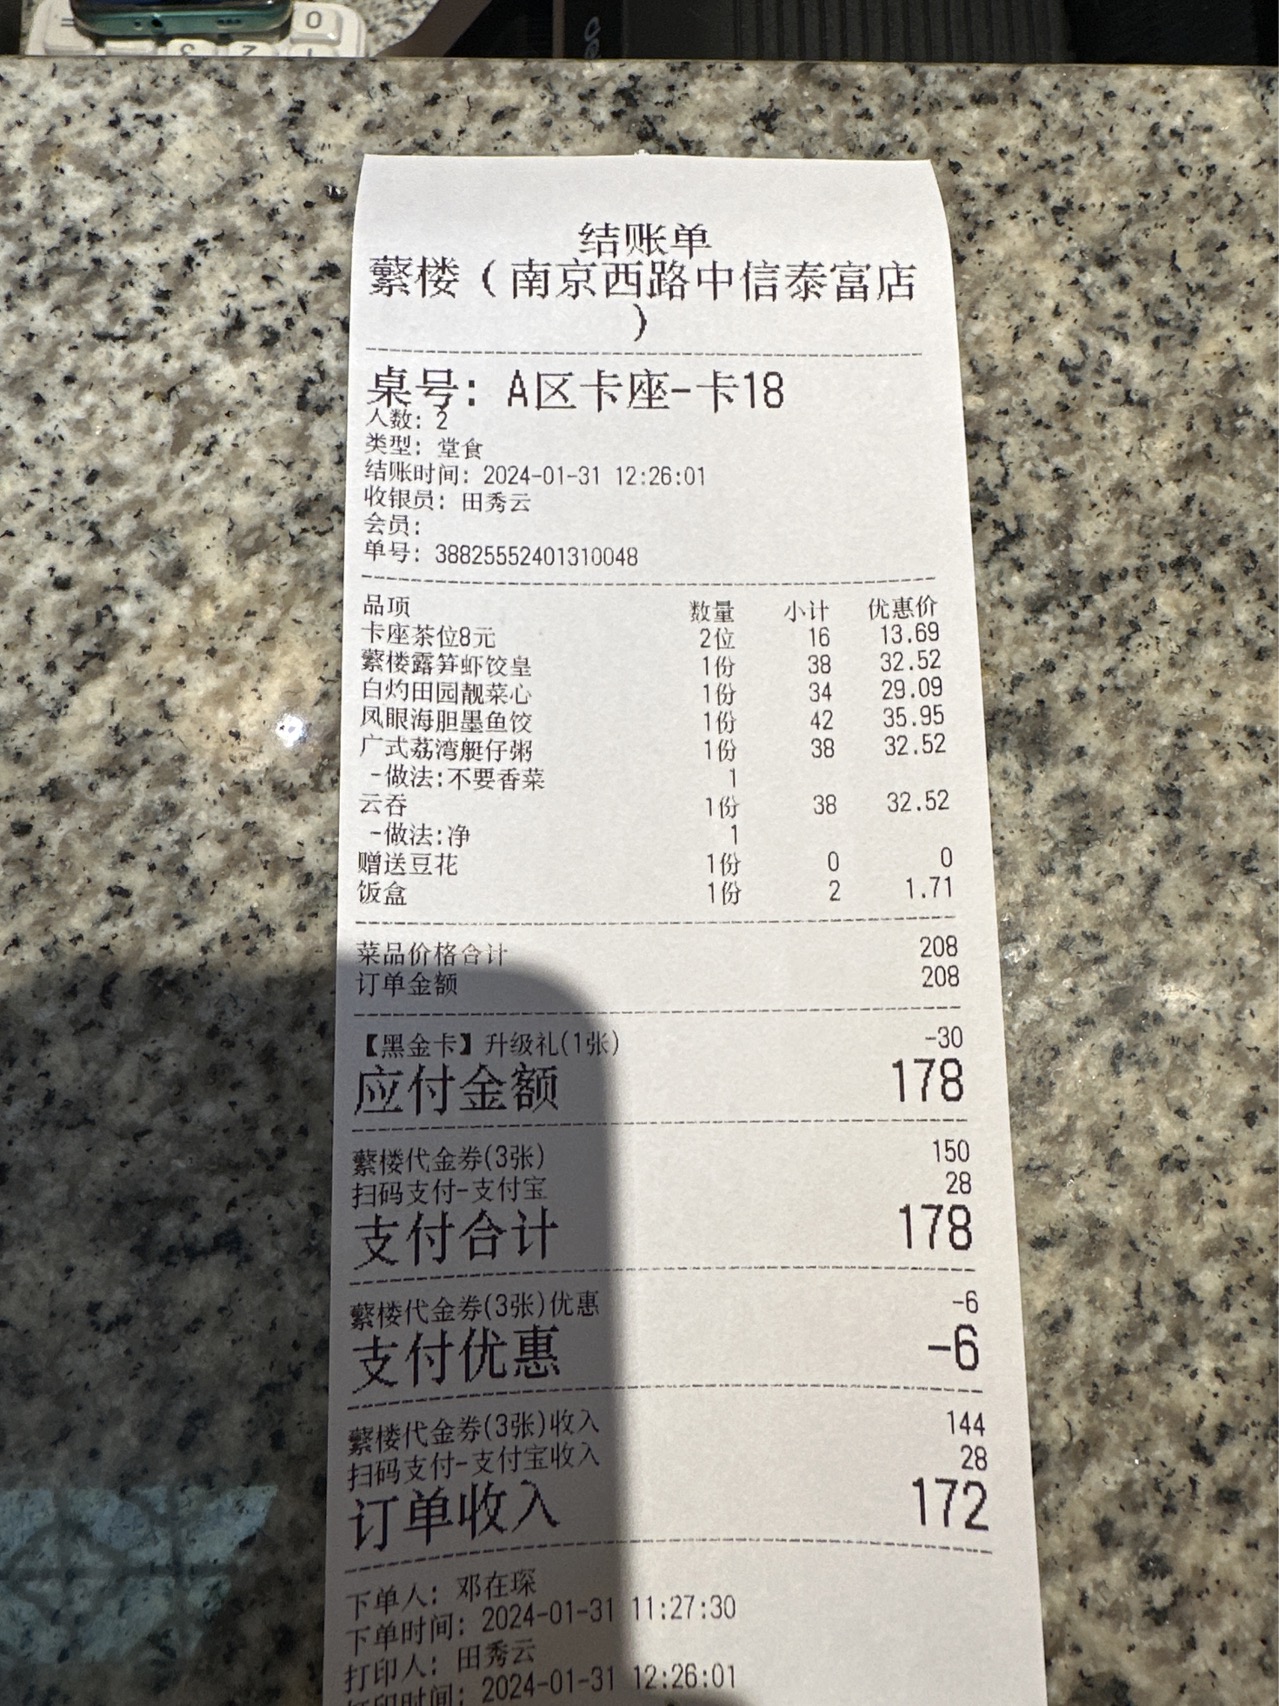 0
=
1
2
3
结账单
蘩楼（南京西路中信泰富店
）
桌号: A区卡座-卡18
人数: 2
类型: 堂食
结账时间: 2024-01-31 12:26:01
收银员: 田秀云
会员:
单号: 38825552401310048
品项 数量 小计 优惠价
卡座茶位8元 2位 16 13.69
蘩楼露笋虾饺皇 1份 38 32.52
白灼田园靓菜心 1份 34 29.09
凤眼海胆墨鱼饺 1份 42 35.95
广式荔湾艇仔粥 1份 38 32.52
-做法:不要香菜 1
云吞 1份 38 32.52
-做法:净 1
赠送豆花 1份 0 0
饭盒 1份 2 1.71
菜品价格合计 208
订单金额 208
【黑金卡】升级礼(1张) -30
应付金额 178
蘩楼代金券(3张) 150
扫码支付-支付宝 28
支付合计 178
蘩楼代金券(3张)优惠 -6
支付优惠 -6
蘩楼代金券(3张)收入 144
扫码支付-支付宝收入 28
订单收入 172
下单人: 邓在琛
下单时间: 2024-01-31 11:27:30
打印人: 田秀云
打印时间: 2024-01-31 12:26:01